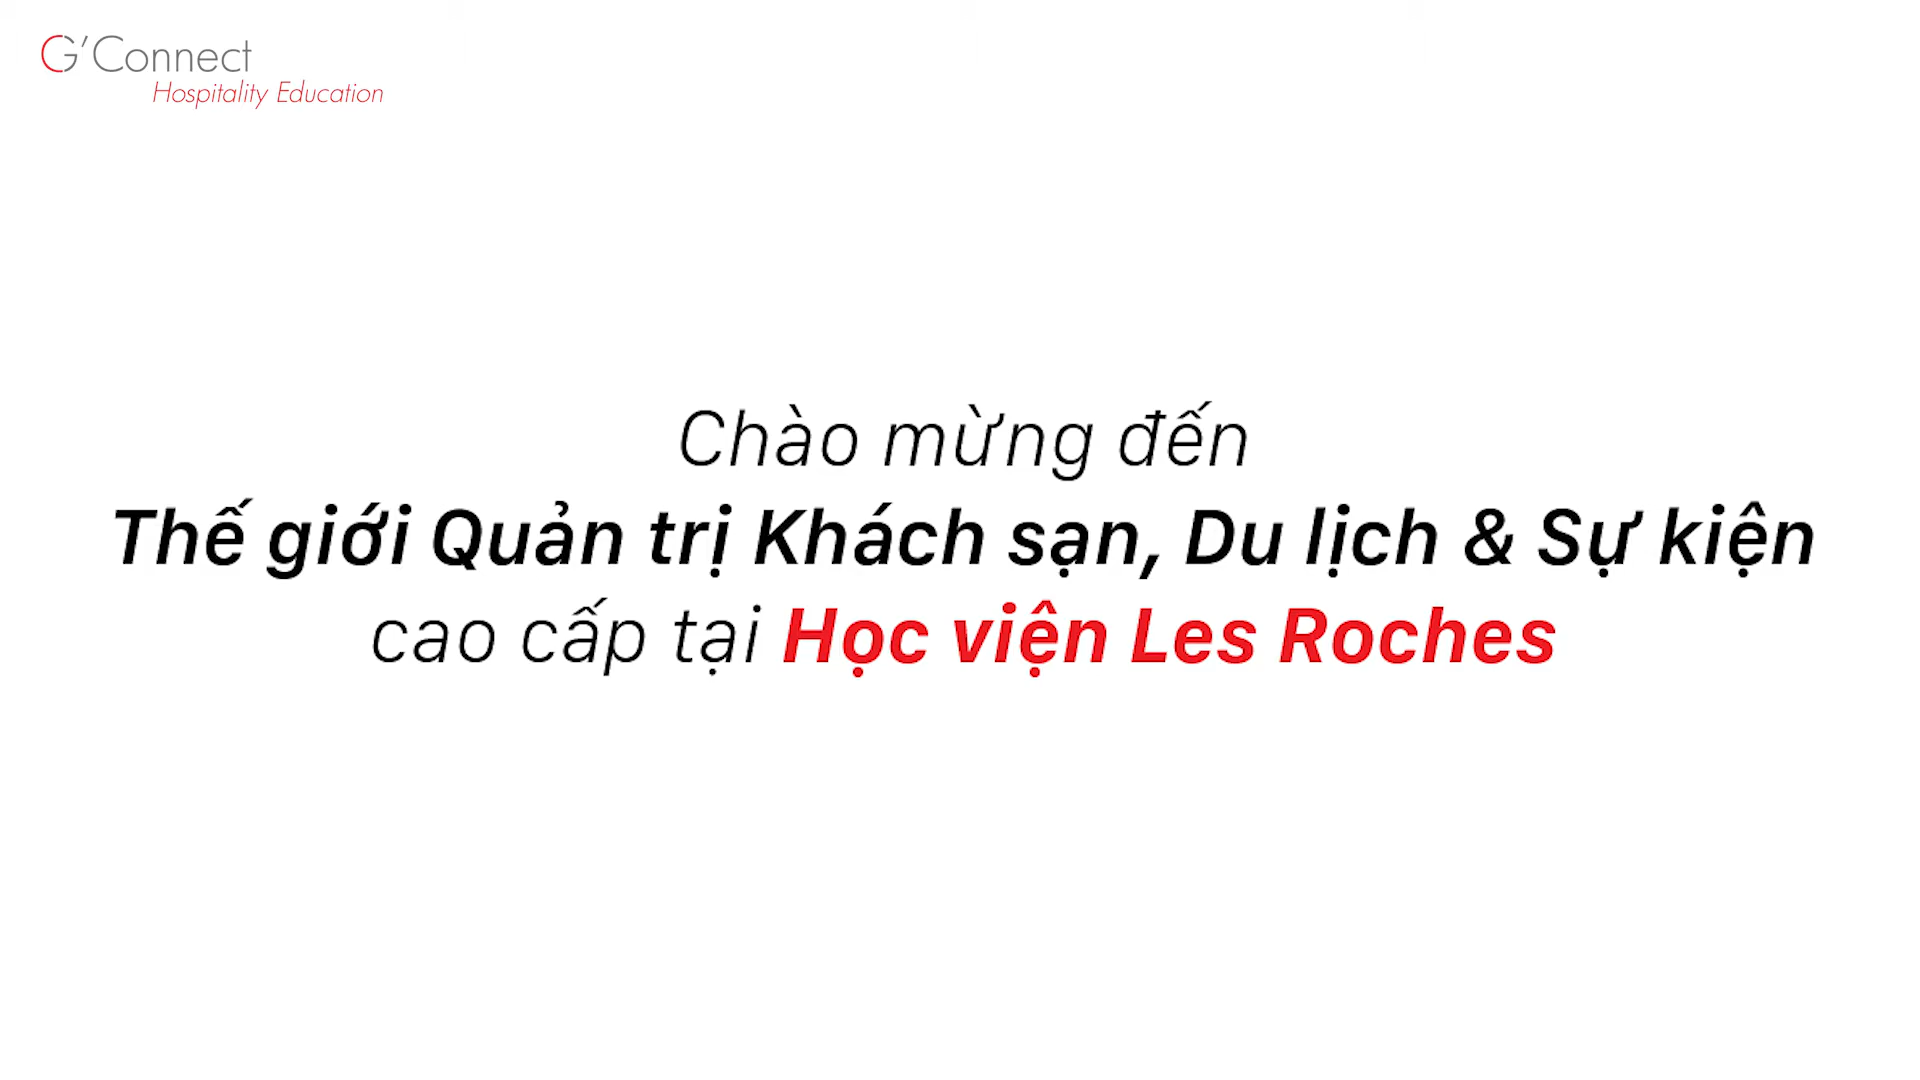 G'Connect
Hospitality Education
Chào mừng đến
Thế giới Quản trị Khách sạn, Du lịch & Sự kiện
cao cấp tại Học viện Les Roches